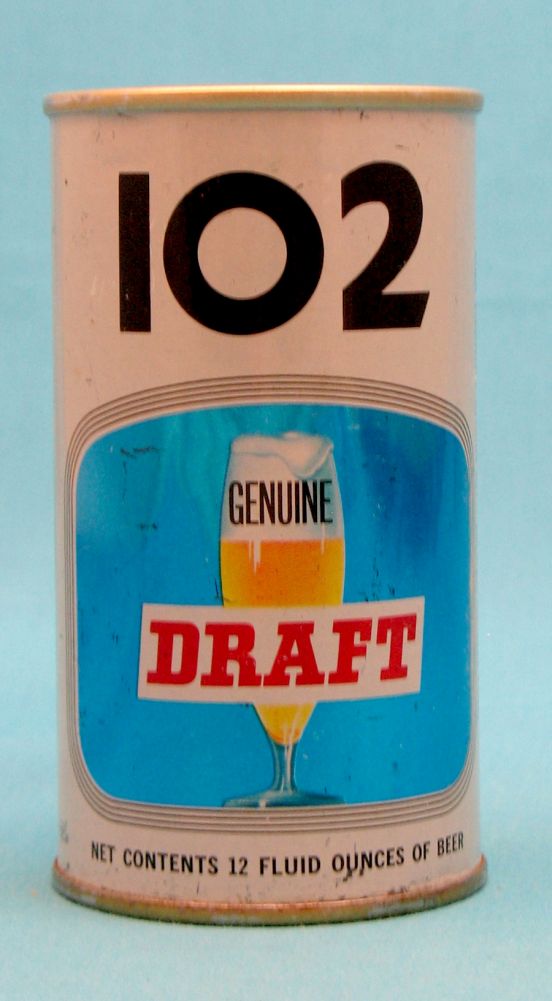 102
GENUINE
DRAFT
NET CONTENTS 12 FLUID OUNCES OF BEER